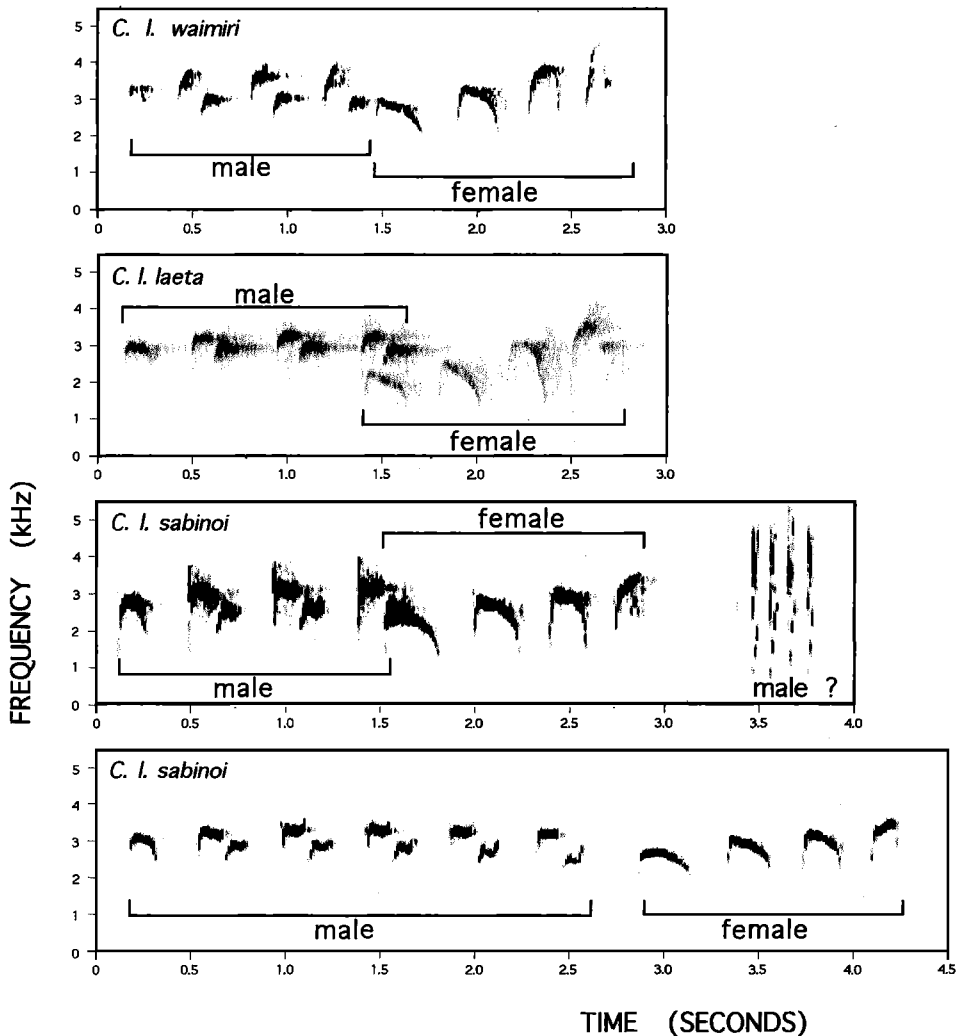 C. l. waimiri
5
4
3
2
1
0
male
female
0 0.5 1.0 1.5 2.0 2.5 3.0
C. l. laeta
male
5
4
3
2
1
0
female
0 0.5 1.0 1.5 2.0 2.5 3.0
C. l. sabinoi
female
5
4
3
2
1
0
male
male ?
0 0.5 1.0 1.5 2.0 2.5 3.0 3.5 4.0
C. l. sabinoi
5
4
3
2
1
0
male
female
0 0.5 1.0 1.5 2.0 2.5 3.0 3.5 4.0 4.5
FREQUENCY (kHz)
TIME (SECONDS)